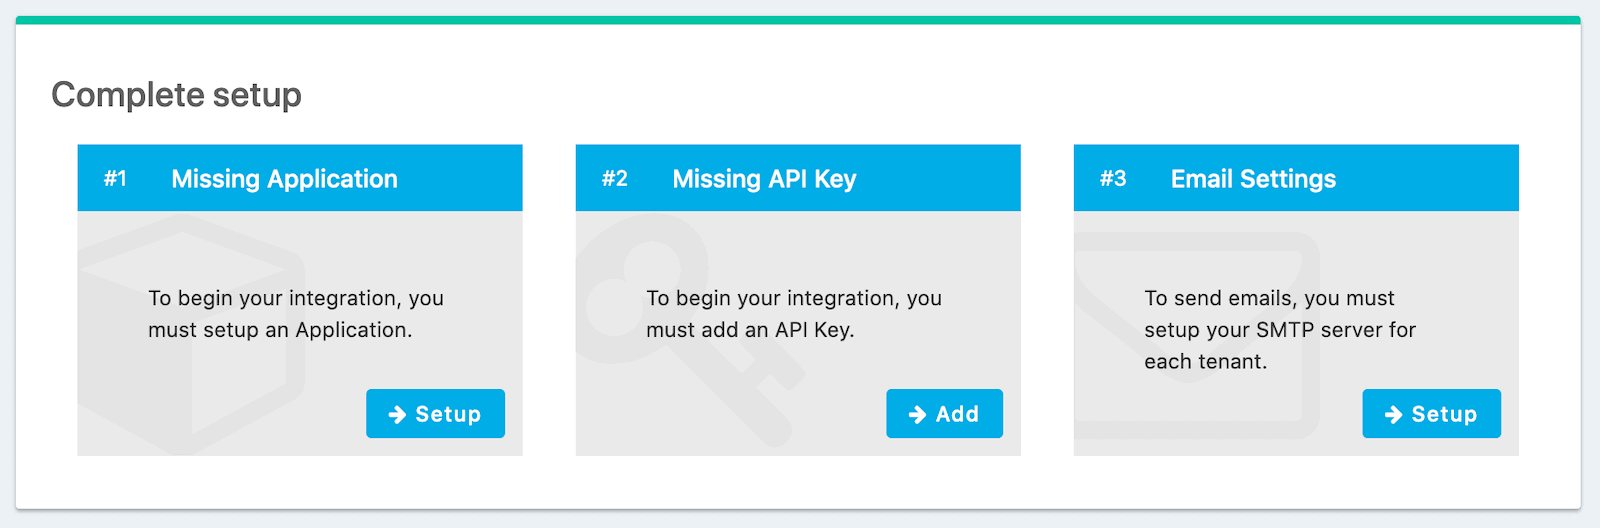 Complete setup
#1 Missing Application
To begin your integration, you
must setup an Application.
Setup
#2 Missing API Key
To begin your integration, you
must add an API Key.
Add
#3 Email Settings
To send emails, you must
setup your SMTP server for
each tenant.
Setup